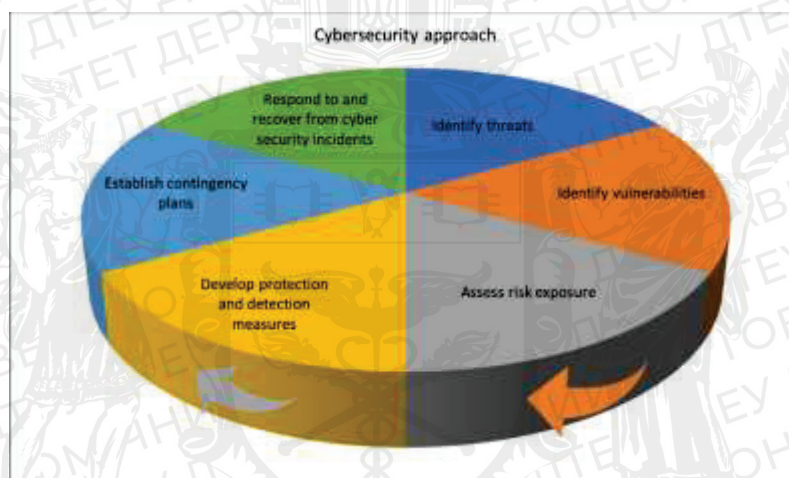 Cybersecurity approach
Respond to and
recover from cyber
security incidents
Identify threats
Establish contingency
plans
Identify vulnerabilities
Develop protection
and detection
measures
Assess risk exposure